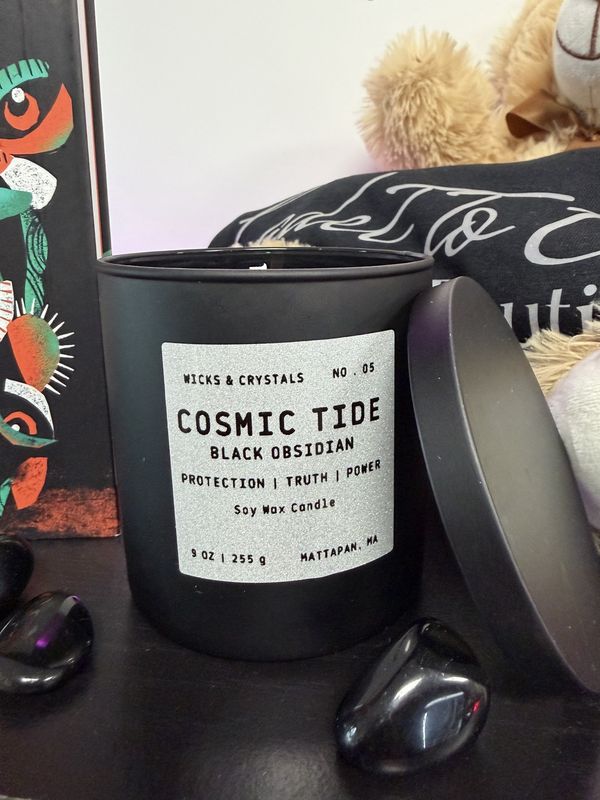 WICKS & CRYSTALS NO . 05
COSMIC TIDE
BLACK OBSIDIAN
PROTECTION | TRUTH | POWER
Soy Wax Candle
9 OZ | 255 g MATTAPAN, MA